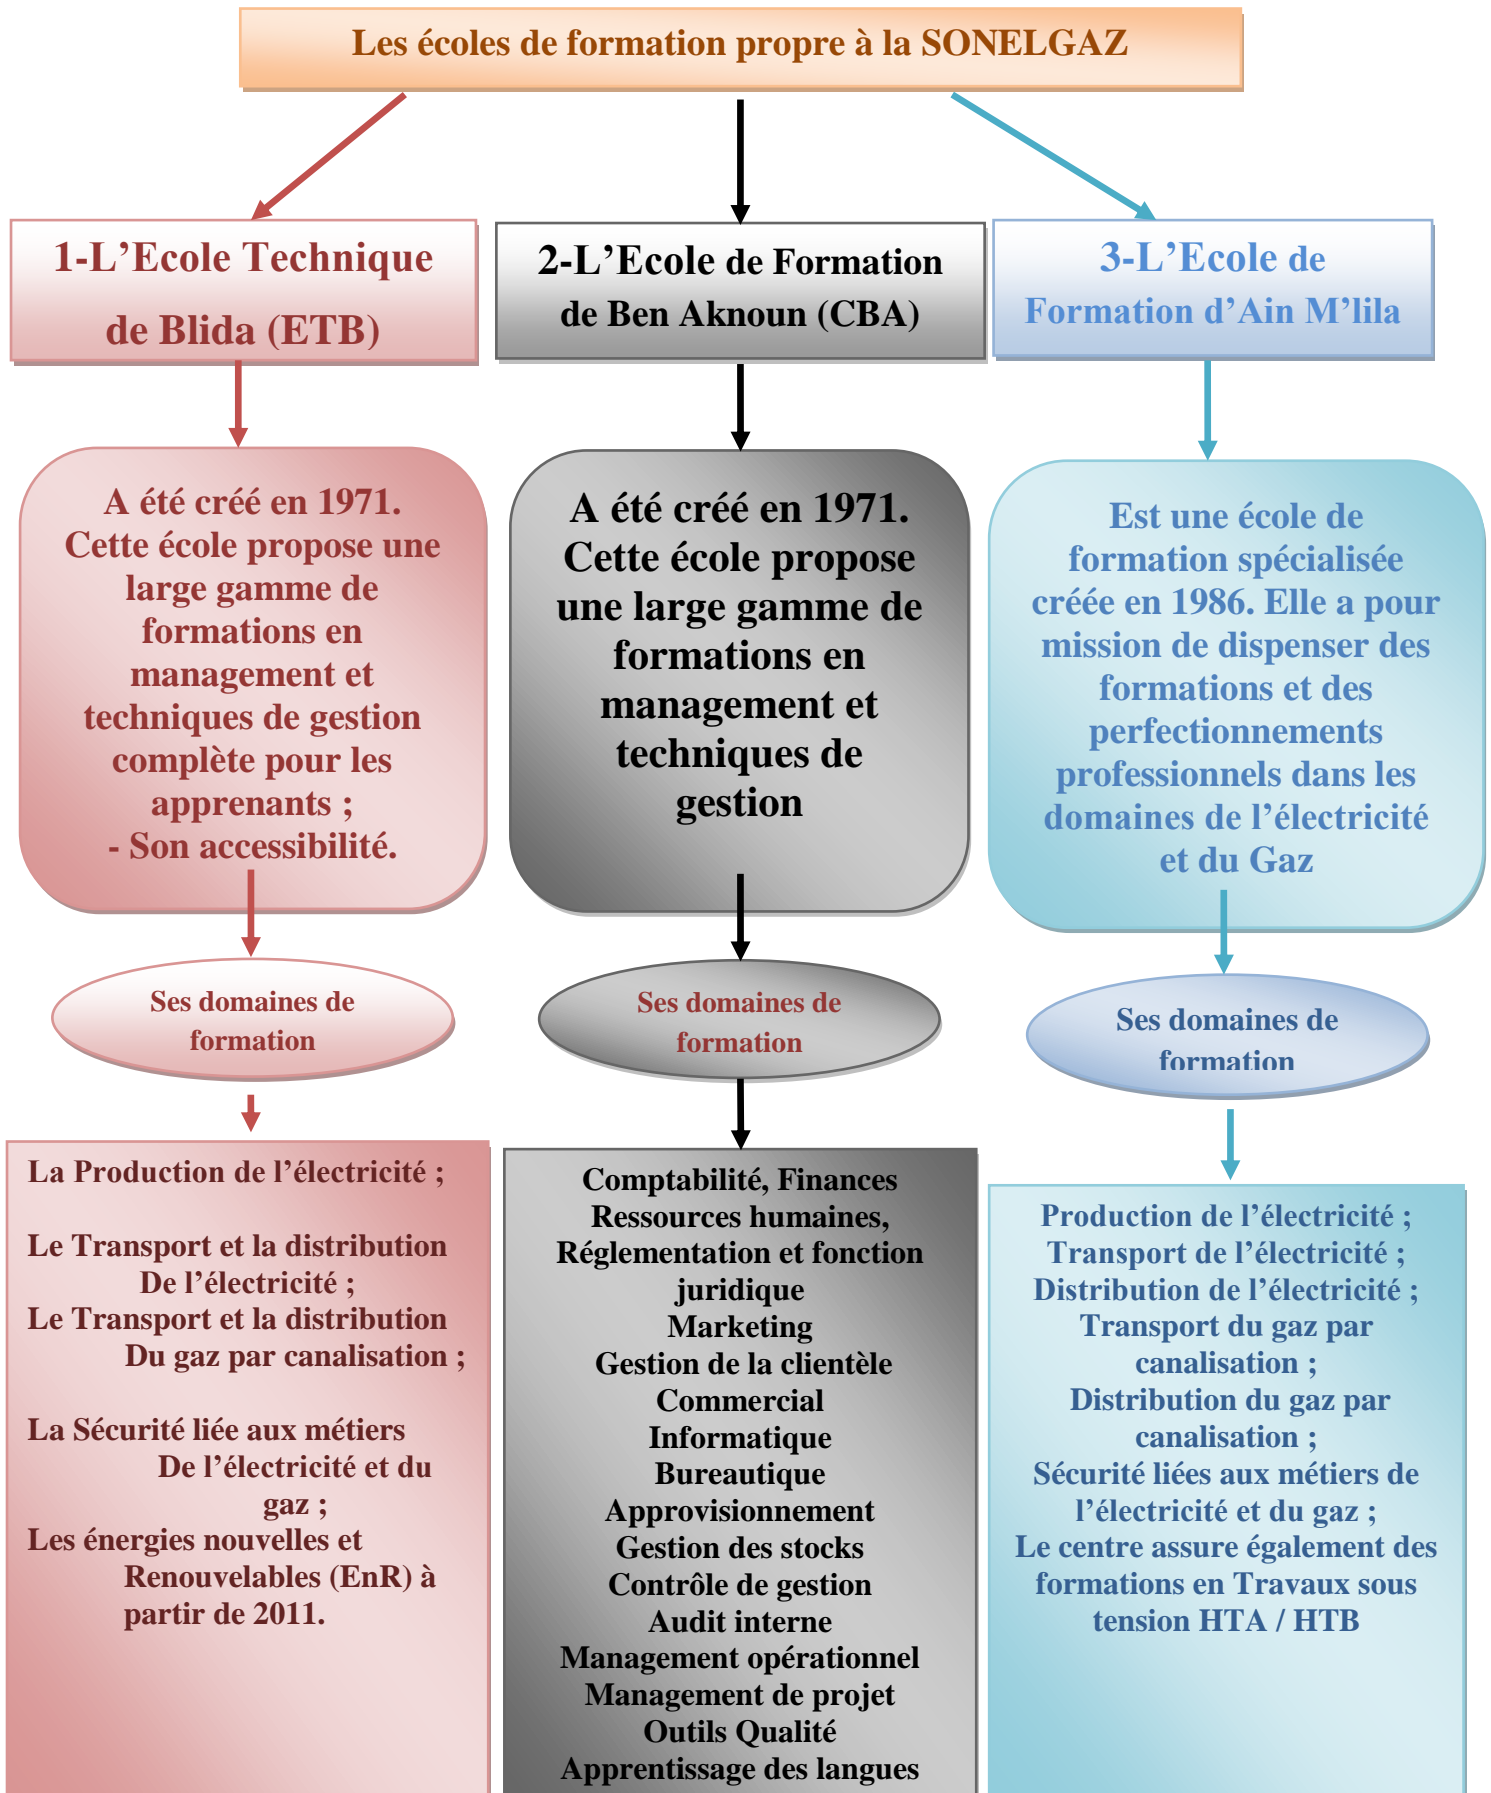 Les écoles de formation propre à la SONELGAZ
1-L’Ecole Technique
de Blida (ETB)
2-L’Ecole de Formation
de Ben Aknoun (CBA)
3-L’Ecole de
Formation d’Ain M’lila
A été créé en 1971.
Cette école propose une
large gamme de
formations en
management et
techniques de gestion
complète pour les
apprenants ;
- Son accessibilité.
A été créé en 1971.
Cette école propose
une large gamme de
formations en
management et
techniques de
gestion
Est une école de
formation spécialisée
créée en 1986. Elle a pour
mission de dispenser des
formations et des
perfectionnements
professionnels dans les
domaines de l’électricité
et du Gaz
Ses domaines de
formation
Ses domaines de
formation
Ses domaines de
formation
La Production de l’électricité ;
Le Transport et la distribution
De l’électricité ;
Le Transport et la distribution
Du gaz par canalisation ;
La Sécurité liée aux métiers
De l’électricité et du
gaz ;
Les énergies nouvelles et
Renouvelables (EnR) à
partir de 2011.
Comptabilité, Finances
Ressources humaines,
Réglementation et fonction
juridique
Marketing
Gestion de la clientèle
Commercial
Informatique
Bureautique
Approvisionnement
Gestion des stocks
Contrôle de gestion
Audit interne
Management opérationnel
Management de projet
Outils Qualité
Apprentissage des langues
Production de l’électricité ;
Transport de l’électricité ;
Distribution de l’électricité ;
Transport du gaz par
canalisation ;
Distribution du gaz par
canalisation ;
Sécurité liées aux métiers de
l’électricité et du gaz ;
Le centre assure également des
formations en Travaux sous
tension HTA / HTB